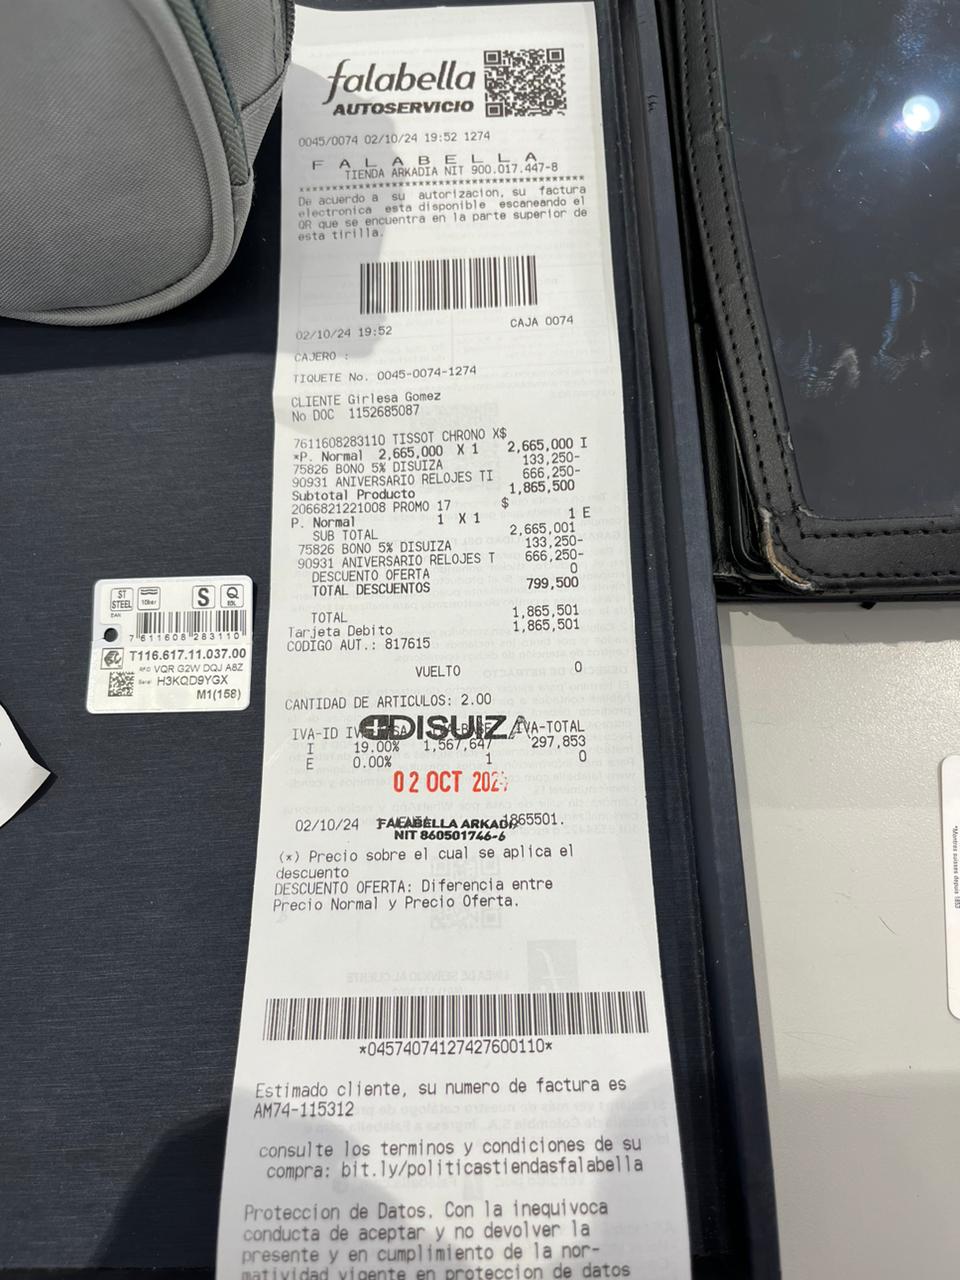 falabella
AUTOSERVICIO
0045/0074 02/10/24 19:52 1274
F A L A B E L L A
TIENDA ARKADIA NIT 900.017.447-8
****************************************
De acuerdo a su autorizacion, su factura
electronica esta disponible escaneando el
QR que se encuentra en la parte superior de
esta tirilla.
02/10/24 19:52 CAJA 0074
CAJERO :
TIQUETE No. 0045-0074-1274
CLIENTE Girlesa Gomez
No DOC 1152685087
7611608283110 TISSOT CHRONO X$
*P. Normal 2,665,000 X 1 2,665,000 I
75826 BONO 5% DISUIZA 133,250-
90931 ANIVERSARIO RELOJES TI 666,250-
Subtotal Producto 1,865,500
2066821221008 PROMO 17 $
P. Normal 1 X 1 1 E
SUB TOTAL 2,665,001
75826 BONO 5% DISUIZA 133,250-
90931 ANIVERSARIO RELOJES T 666,250-
DESCUENTO OFERTA 0
TOTAL DESCUENTOS 799,500
TOTAL 1,865,501
Tarjeta Debito 1,865,501
CODIGO AUT.: 817615
VUELTO 0
CANTIDAD DE ARTICULOS: 2.00
DISUIZA
IVA-ID IVA-TOTAL
I 19.00% 1,567,647 297,853
E 0.00% 1 0
02 OCT 202
02/10/24 1865501.
FALABELLA ARKADIA
NIT 860501746-6
(*) Precio sobre el cual se aplica el
descuento
DESCUENTO OFERTA: Diferencia entre
Precio Normal y Precio Oferta.
*04574074127427600110*
Estimado cliente, su numero de factura es
AM74-115312
consulte los terminos y condiciones de su
compra: bit.ly/politicastiendasfalabella
Proteccion de Datos. Con la inequivoca
conducta de aceptar y no devolver la
presente y en cumplimiento de la nor-
matividad vigente en proteccion de datos
ST STEEL
10bar
S
Q
EOL
EAN
7 611608 283110
T116.617.11.037.00
VQR G2W DQJ A8Z
Serial H3KQD9YGX
M1(158)